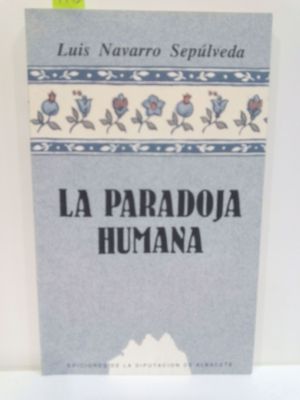 Luis Navarro Sepúlveda
LA PARADOJA
HUMANA
EDICIONES DE LA DIPUTACION DE ALBACETE